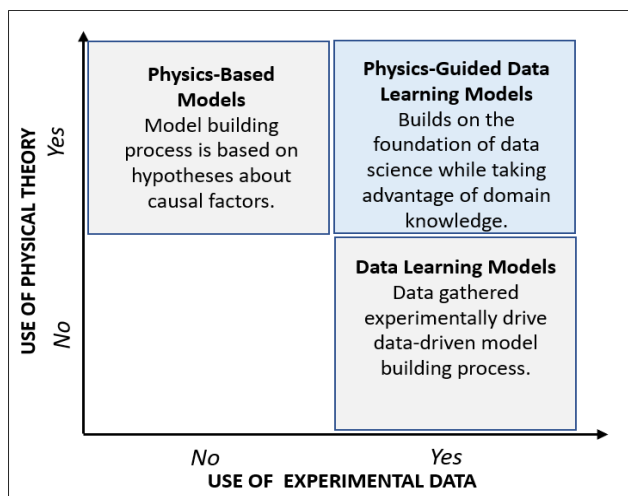 Physics-Based
Models
Model building
process is based on
hypotheses about
causal factors.
Physics-Guided Data
Learning Models
Builds on the
foundation of data
science while taking
advantage of domain
knowledge.
Data Learning Models
Data gathered
experimentally drive
data-driven model
building process.
USE OF PHYSICAL THEORY
Yes
No
No
Yes
USE OF EXPERIMENTAL DATA